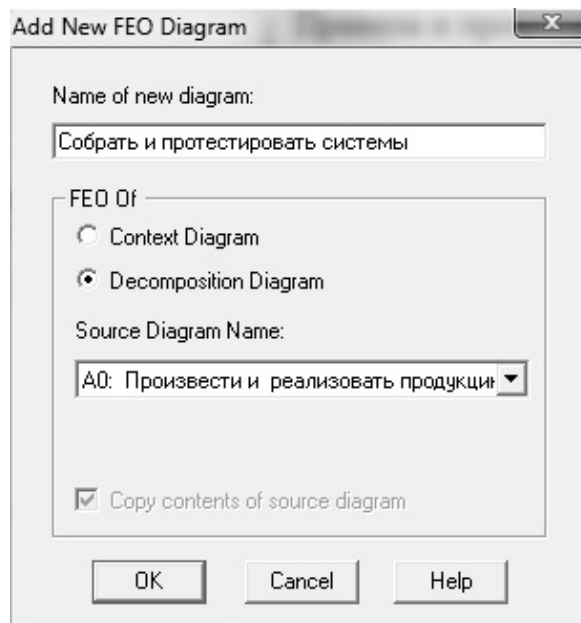 Add New FEO Diagram
Name of new diagram:
Собрать и протестировать системы
FEO Of
Context Diagram
Decomposition Diagram
Source Diagram Name:
A0: Произвести и реализовать продукци
Copy contents of source diagram
OK
Cancel
Help